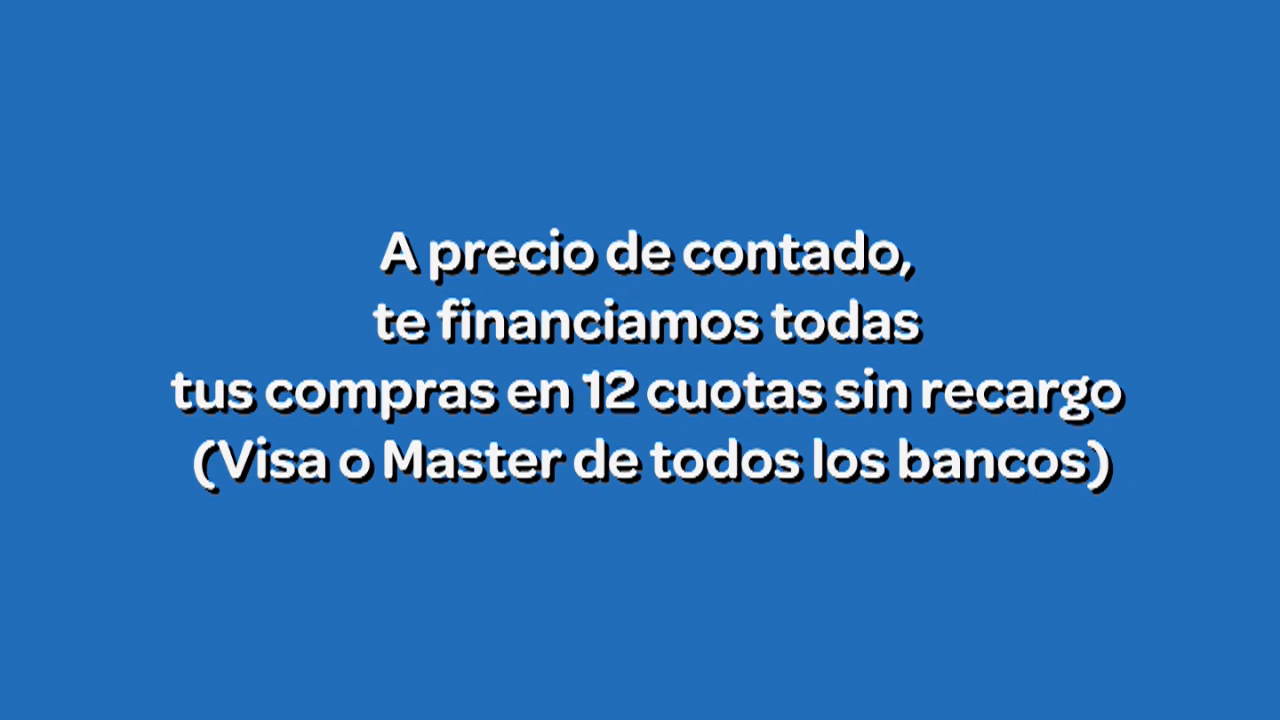 A precio de contado,
te financiamos todas
tus compras en 12 cuotas sin recargo
(Visa o Master de todos los bancos)